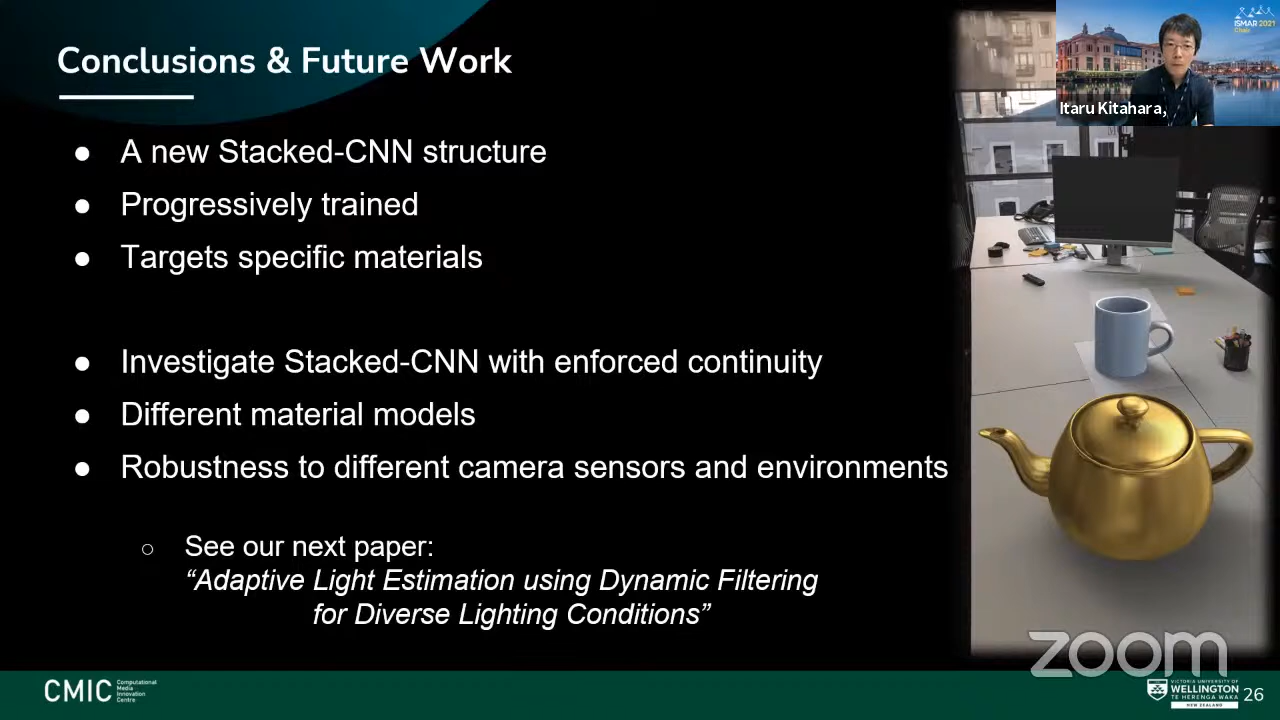 Conclusions & Future Work
ISMAR 2021
Chair
Itaru Kitahara,
● A new Stacked-CNN structure
● Progressively trained
● Targets specific materials
● Investigate Stacked-CNN with enforced continuity
● Different material models
● Robustness to different camera sensors and environments
○ See our next paper:
“Adaptive Light Estimation using Dynamic Filtering
for Diverse Lighting Conditions”
zoom
CMIC
Computational
Media
Innovation
Centre
VICTORIA UNIVERSITY OF
WELLINGTON
TE HERENGA WAKA
NEW ZEALAND
26